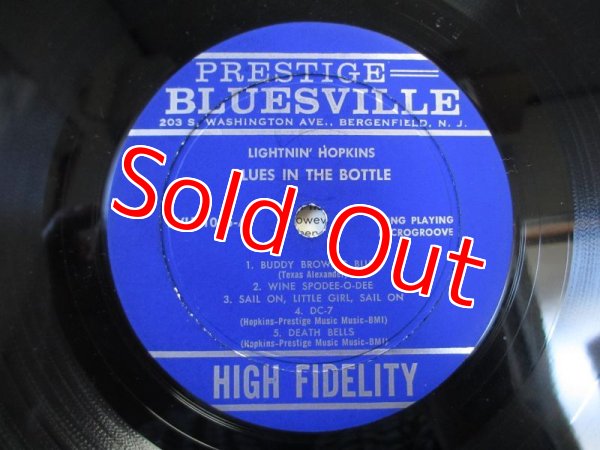 PRESTIGE
BLUESVILLE
203 S. WASHINGTON AVE., BERGENFIELD, N. J.
LIGHTNIN' HOPKINS
LUES IN THE BOTTLE
Sold Out
ONG PLAYING
CROGROOVE
1. BUDDY BROW
(Texas Alexander)
2. WINE SPODEE-O-DEE
3. SAIL ON, LITTLE GIRL, SAIL ON
4. DC-7
(Hopkins-Prestige Music Music-BMI)
5. DEATH BELLS
(Hopkins-Prestige Music Music-BMI)
HIGH FIDELITY